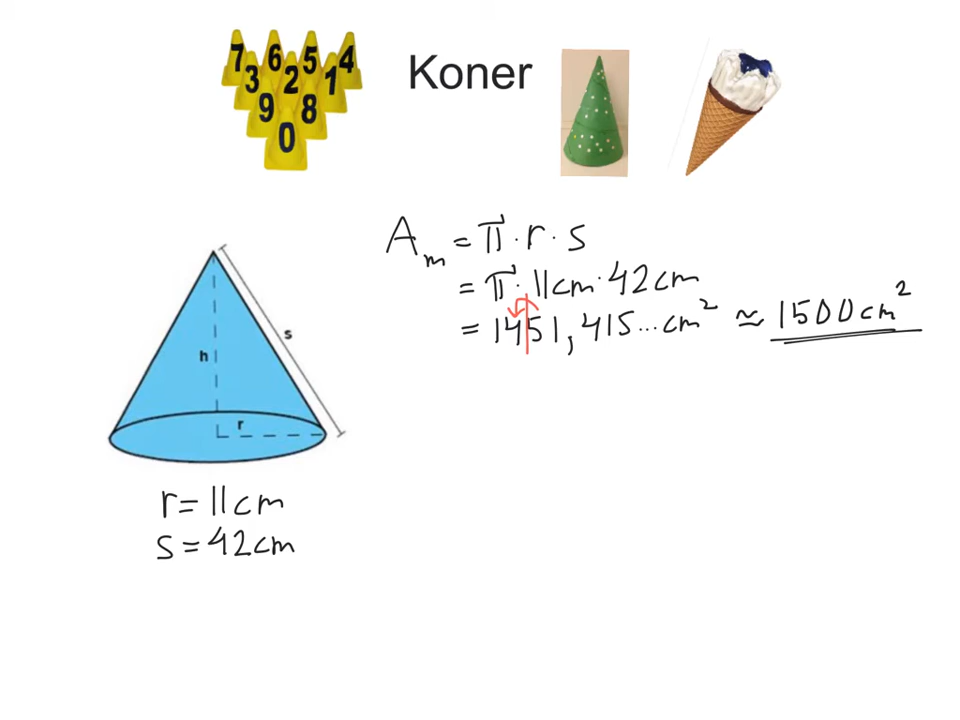 7 6 5 4
3 2 1
9 8
0
Koner
A_m = π · r · s
= π · 11cm · 42cm
= 1451,415... cm² ≈ 1500cm²
s
h
r
r = 11cm
s = 42cm